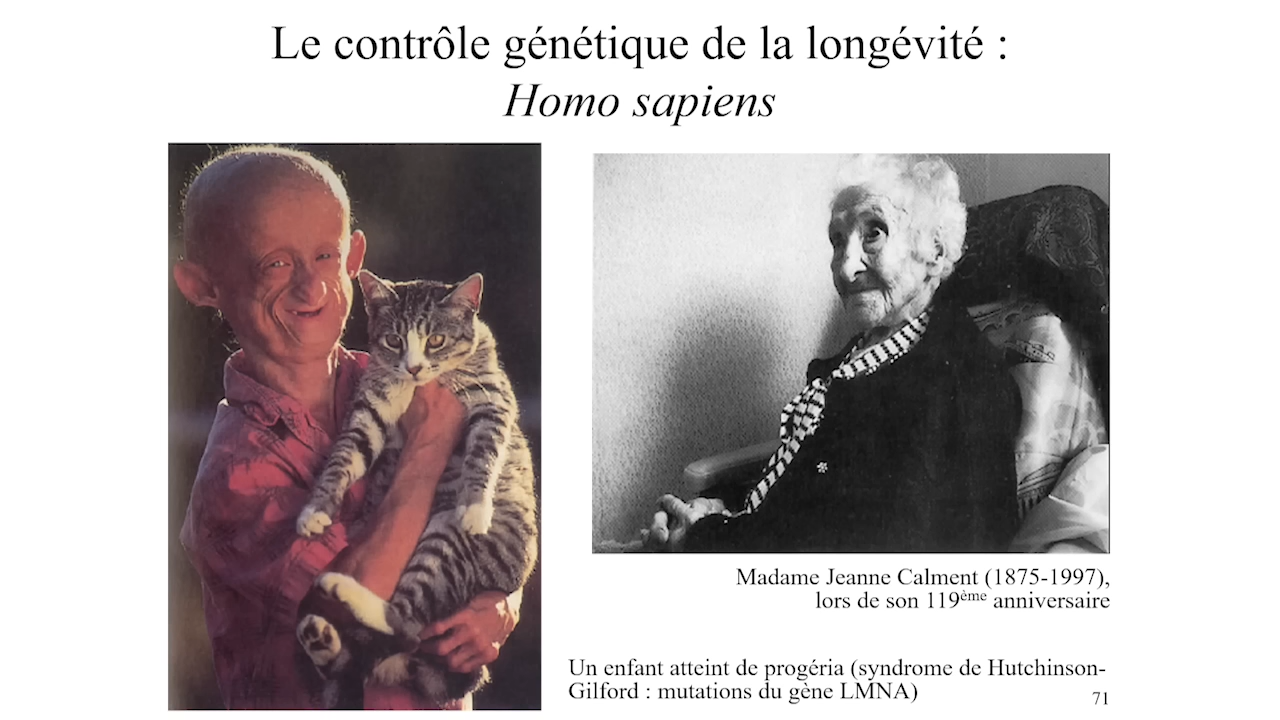 Le contrôle génétique de la longévité :
Homo sapiens
Madame Jeanne Calment (1875-1997),
lors de son 119ème anniversaire
Un enfant atteint de progéria (syndrome de Hutchinson-
Gilford : mutations du gène LMNA)
71